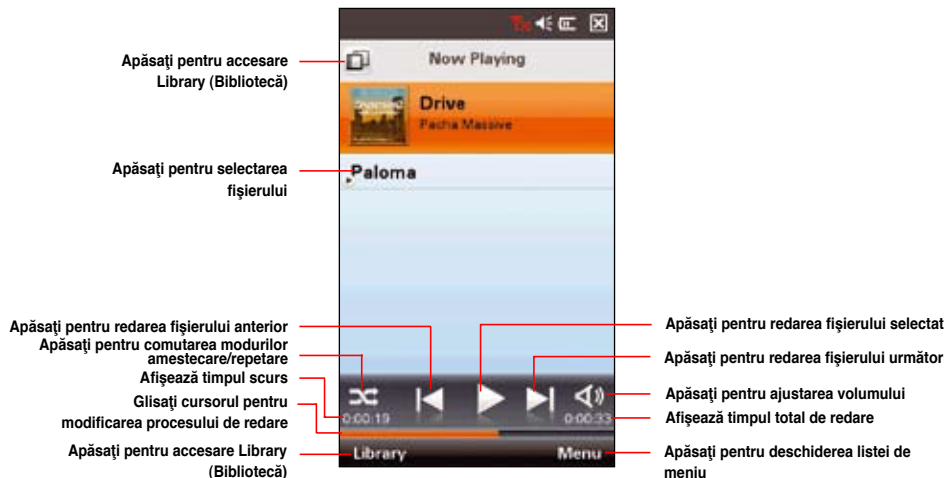 Now Playing
Apăsaţi pentru accesare
Library (Bibliotecă)
Drive
Pacha Massive
Apăsaţi pentru selectarea
fişierului
Paloma
Apăsaţi pentru redarea fişierului anterior
Apăsaţi pentru comutarea modurilor
amestecare/repetare
Afişează timpul scurs
Glisaţi cursorul pentru
modificarea procesului de redare
Apăsaţi pentru accesare Library
(Bibliotecă)
0:00:19
0:00:33
Library
Menu
Apăsaţi pentru redarea fişierului selectat
Apăsaţi pentru redarea fişierului următor
Apăsaţi pentru ajustarea volumului
Afişează timpul total de redare
Apăsaţi pentru deschiderea listei de
meniu